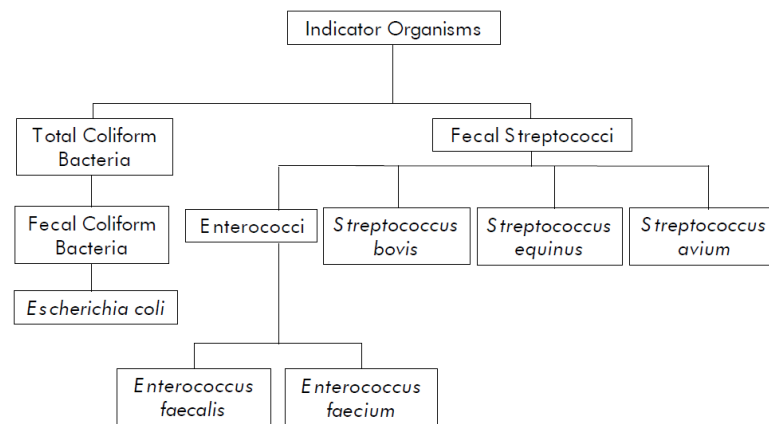 Indicator Organisms
Total Coliform
Bacteria
Fecal Streptococci
Fecal Coliform
Bacteria
Enterococci
Streptococcus
bovis
Streptococcus
equinus
Streptococcus
avium
Escherichia coli
Enterococcus
faecalis
Enterococcus
faecium